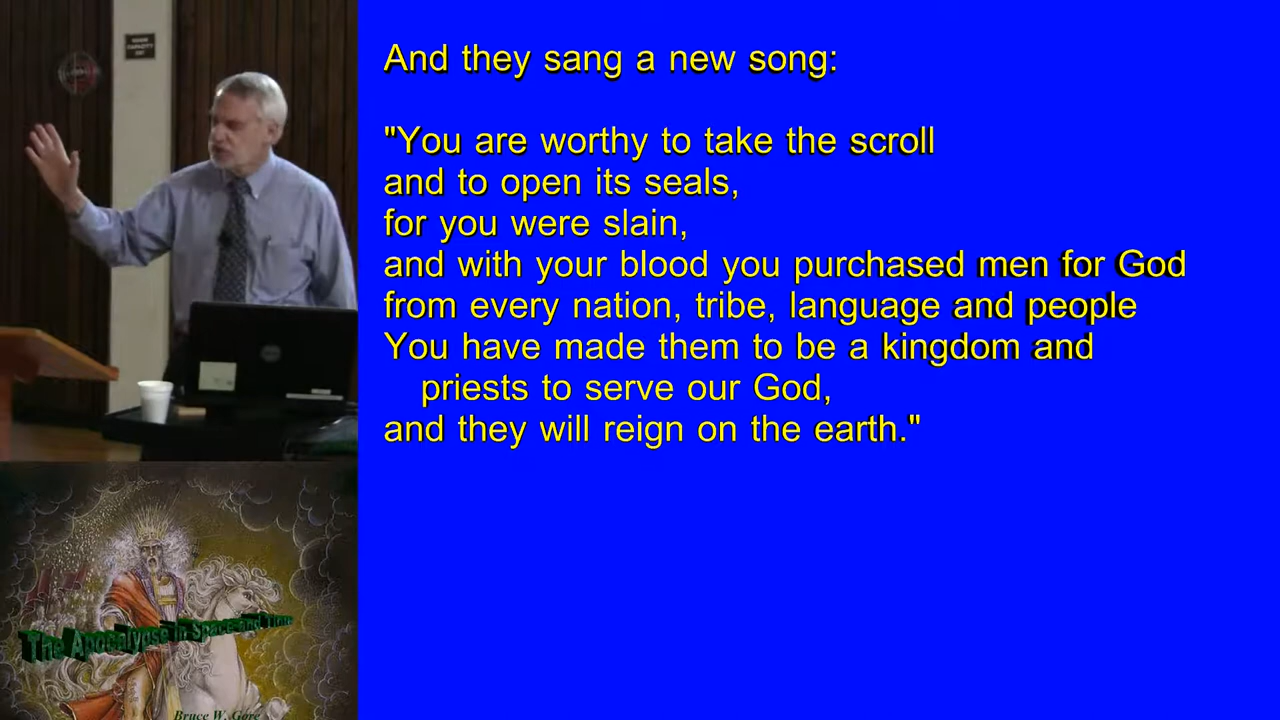 And they sang a new song:
"You are worthy to take the scroll
and to open its seals,
for you were slain,
and with your blood you purchased men for God
from every nation, tribe, language and people
You have made them to be a kingdom and
priests to serve our God,
and they will reign on the earth."
The Apocalypse in Space and Time
Bruce W. Gore